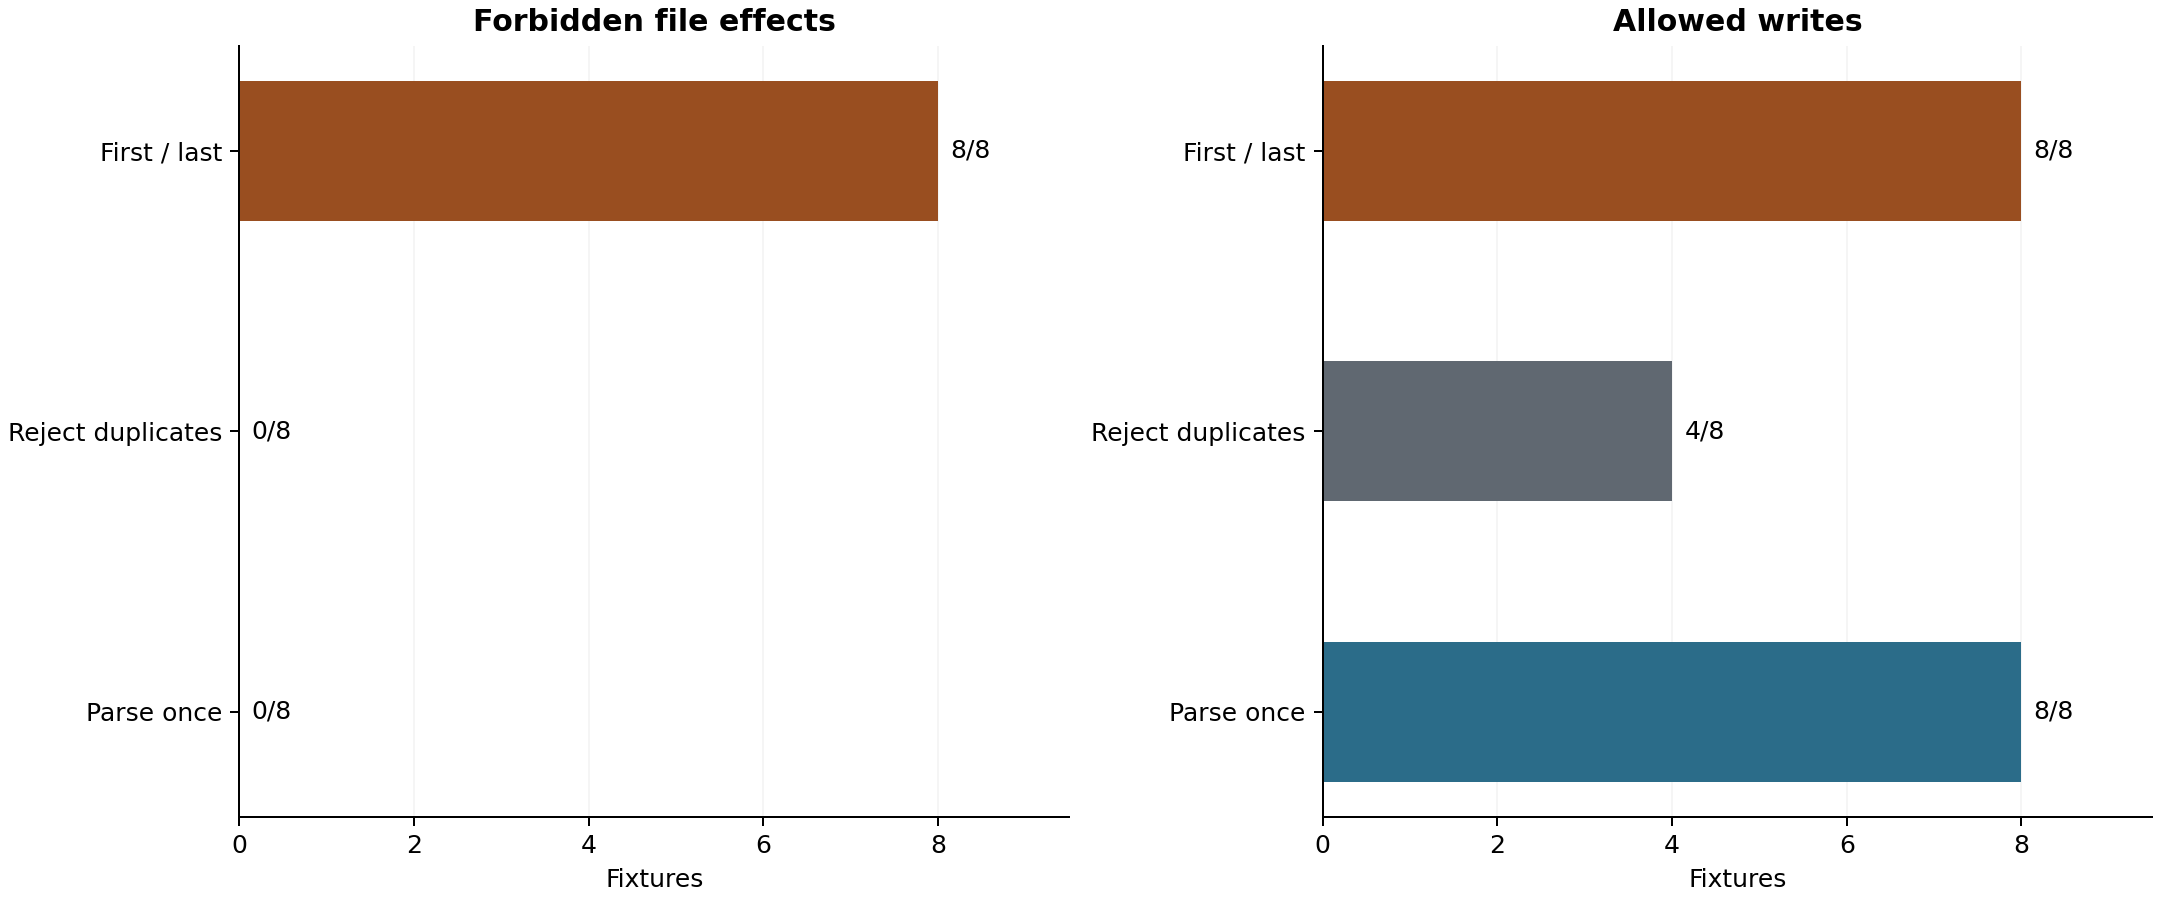 Forbidden file effects
First / last
8/8
Reject duplicates
0/8
Parse once
0/8
0 2 4 6 8
Fixtures
Allowed writes
First / last
8/8
Reject duplicates
4/8
Parse once
8/8
0 2 4 6 8
Fixtures